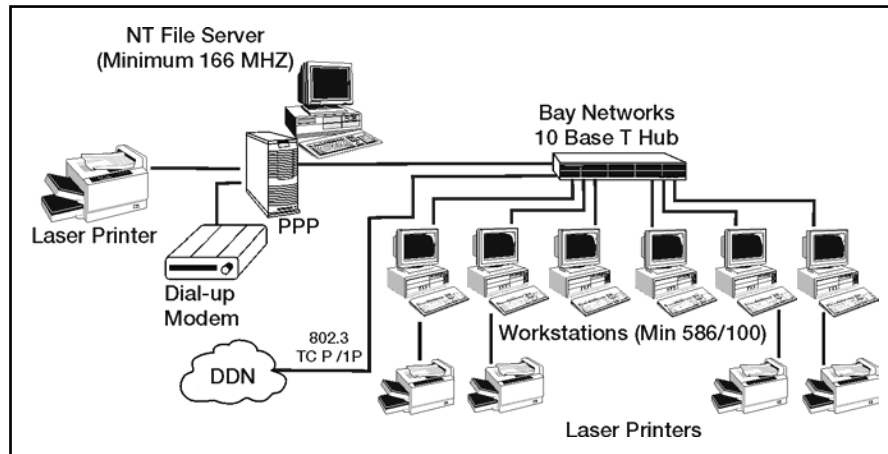 NT File Server
(Minimum 166 MHZ)
Bay Networks
10 Base T Hub
Laser Printer
PPP
Dial-up
Modem
802.3
TC P /1P
DDN
Workstations (Min 586/100)
Laser Printers